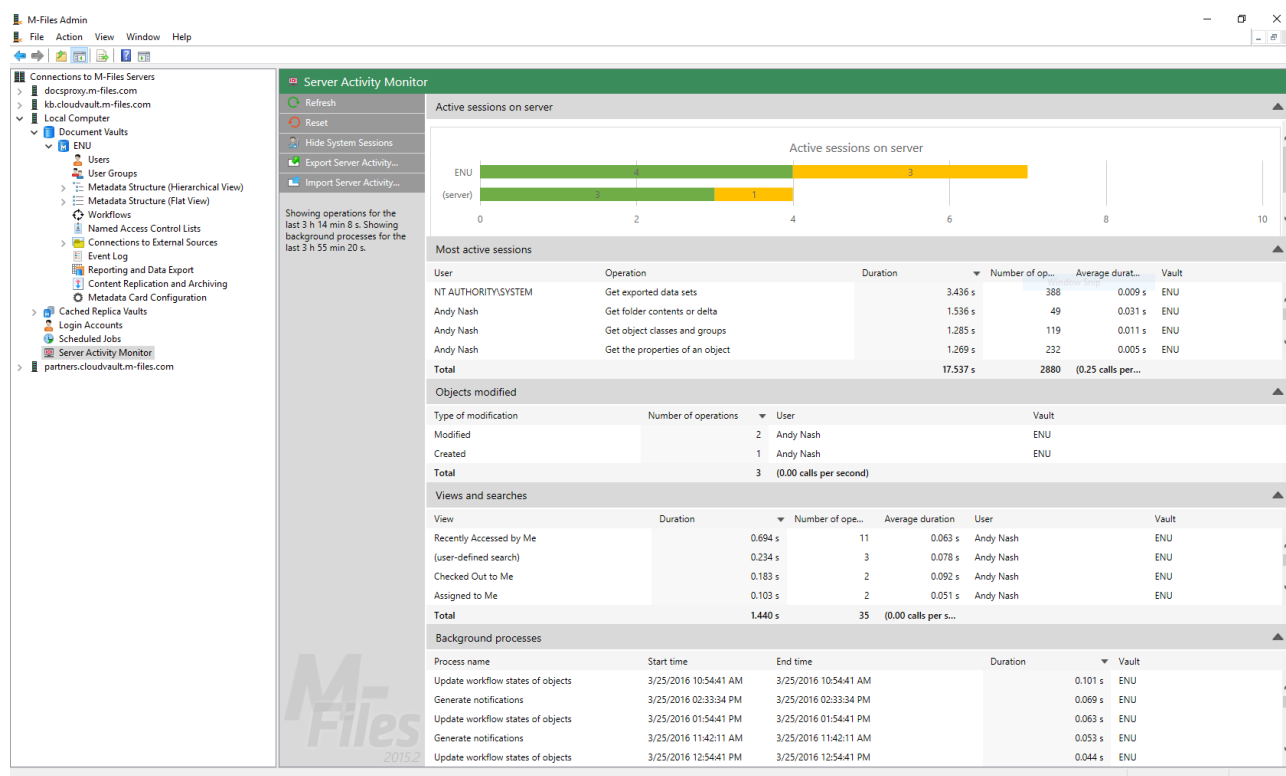 M-Files Admin
File Action View Window Help
Connections to M-Files Servers
docsproxy.m-files.com
kb.cloudvault.m-files.com
Local Computer
Document Vaults
ENU
Users
User Groups
Metadata Structure (Hierarchical View)
Metadata Structure (Flat View)
Workflows
Named Access Control Lists
Connections to External Sources
Event Log
Reporting and Data Export
Content Replication and Archiving
Metadata Card Configuration
Cached Replica Vaults
Login Accounts
Scheduled Jobs
Server Activity Monitor
partners.cloudvault.m-files.com
Server Activity Monitor
Refresh
Reset
Hide System Sessions
Export Server Activity...
Import Server Activity...
Showing operations for the
last 3 h 14 min 8 s. Showing
background processes for the
last 3 h 55 min 20 s.
M-Files
2015.2
Active sessions on server
Active sessions on server
ENU 4 3
(server) 3 1
0 2 4 6 8 10
Most active sessions
User Operation Duration Number of op... Average durat... Vault
Window Snip
NT AUTHORITY\SYSTEM Get exported data sets 3.436 s 388 0.009 s ENU
Andy Nash Get folder contents or delta 1.536 s 49 0.031 s ENU
Andy Nash Get object classes and groups 1.285 s 119 0.011 s ENU
Andy Nash Get the properties of an object 1.269 s 232 0.005 s ENU
Total 17.537 s 2880 (0.25 calls per...
Objects modified
Type of modification Number of operations User Vault
Modified 2 Andy Nash ENU
Created 1 Andy Nash ENU
Total 3 (0.00 calls per second)
Views and searches
View Duration Number of ope... Average duration User Vault
Recently Accessed by Me 0.694 s 11 0.063 s Andy Nash ENU
(user-defined search) 0.234 s 3 0.078 s Andy Nash ENU
Checked Out to Me 0.183 s 2 0.092 s Andy Nash ENU
Assigned to Me 0.103 s 2 0.051 s Andy Nash ENU
Total 1.440 s 35 (0.00 calls per s...
Background processes
Process name Start time End time Duration Vault
Update workflow states of objects 3/25/2016 10:54:41 AM 3/25/2016 10:54:41 AM 0.101 s ENU
Generate notifications 3/25/2016 02:33:34 PM 3/25/2016 02:33:34 PM 0.069 s ENU
Update workflow states of objects 3/25/2016 01:54:41 PM 3/25/2016 01:54:41 PM 0.063 s ENU
Generate notifications 3/25/2016 11:42:11 AM 3/25/2016 11:42:11 AM 0.053 s ENU
Update workflow states of objects 3/25/2016 12:54:41 PM 3/25/2016 12:54:41 PM 0.044 s ENU